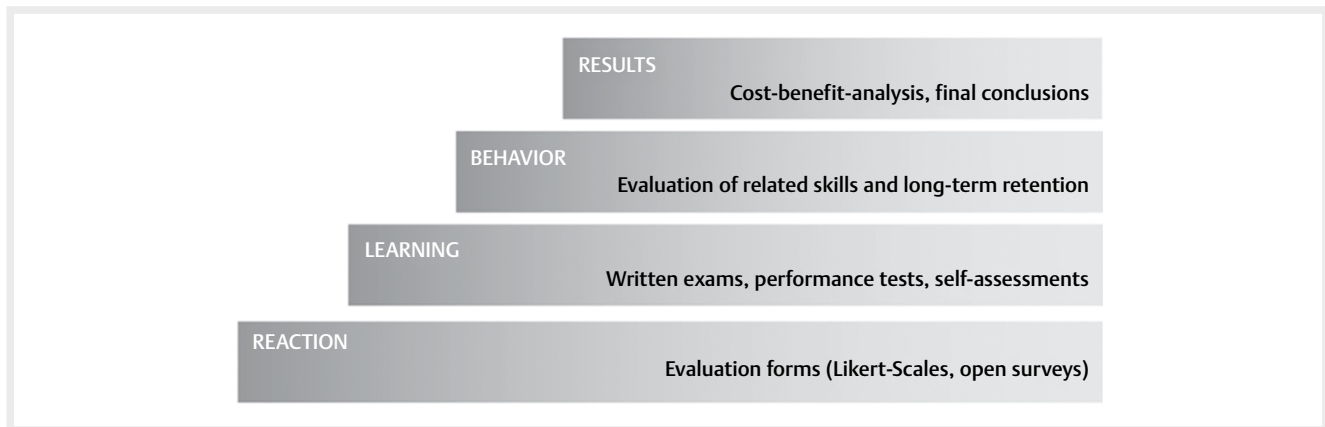 RESULTS
Cost-benefit-analysis, final conclusions
BEHAVIOR
Evaluation of related skills and long-term retention
LEARNING
Written exams, performance tests, self-assessments
REACTION
Evaluation forms (Likert-Scales, open surveys)